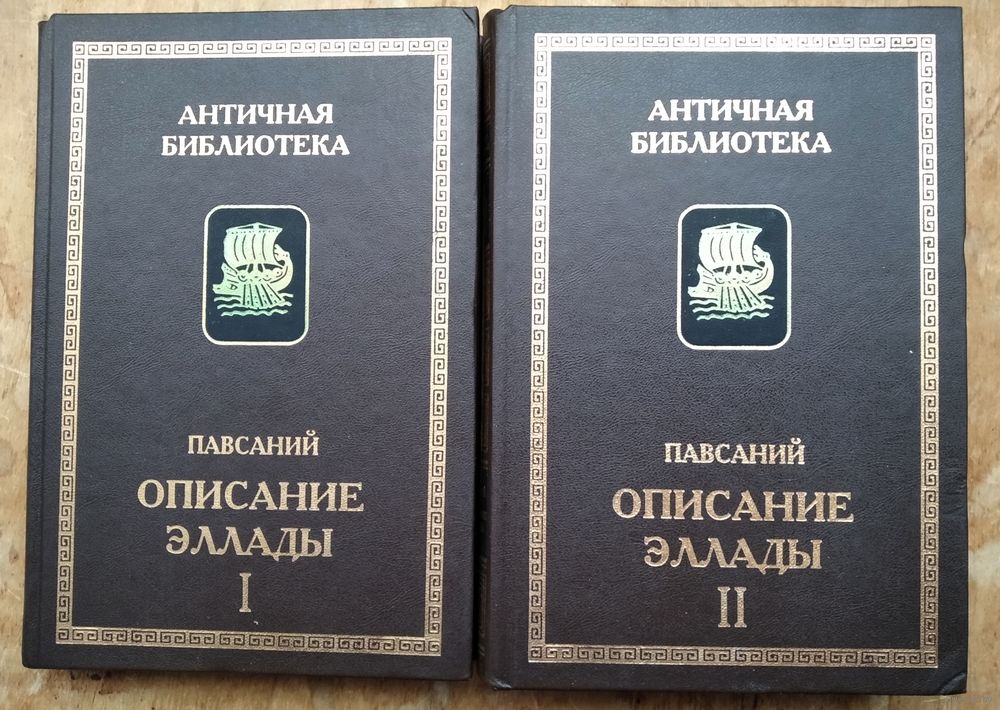 АНТИЧНАЯ
БИБЛИОТЕКА
ПАВСАНИЙ
ОПИСАНИЕ
ЭЛЛАДЫ
I
АНТИЧНАЯ
БИБЛИОТЕКА
ПАВСАНИЙ
ОПИСАНИЕ
ЭЛЛАДЫ
II